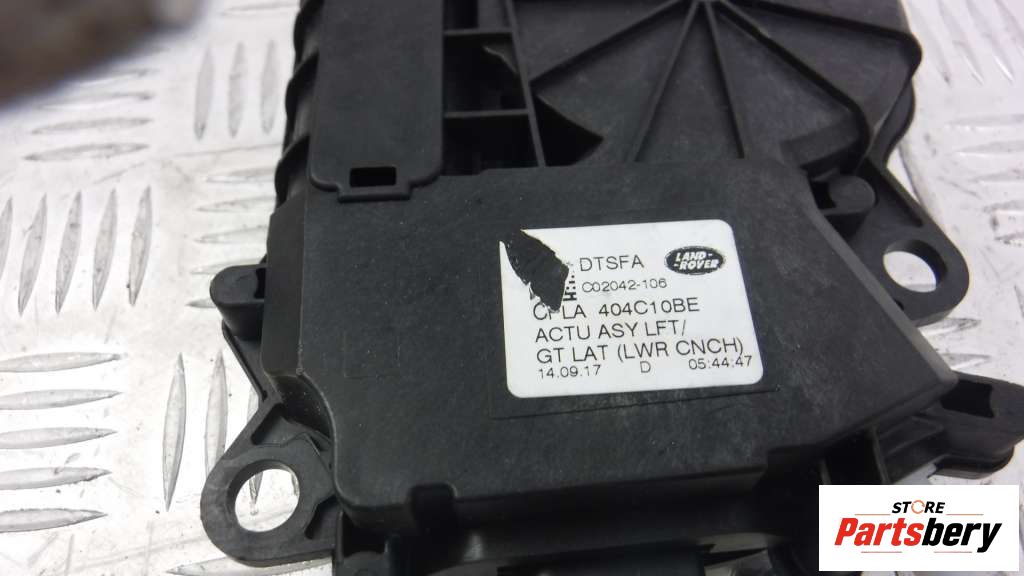 DTSFA
LAND-
-ROVER
C02042-106
LA 404C10BE
ACTU ASY LFT/
GT LAT (LWR CNCH)
14.09.17 D 05:44:47
STORE
Partsbery